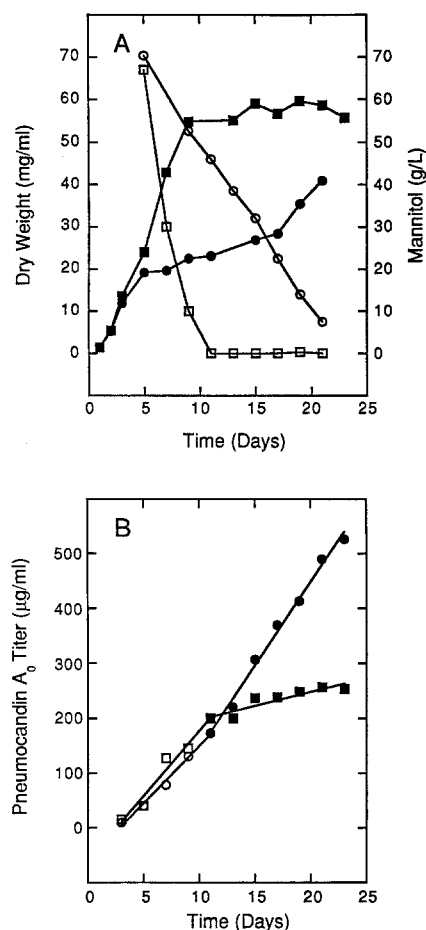 A
70
60
50
40
30
20
10
0
Dry Weight (mg/ml)
70
60
50
40
30
20
10
0
Mannitol (g/L)
0 5 10 15 20 25
Time (Days)
B
500
400
300
200
100
0
Pneumocandin A0 Titer (µg/ml)
0 5 10 15 20 25
Time (Days)